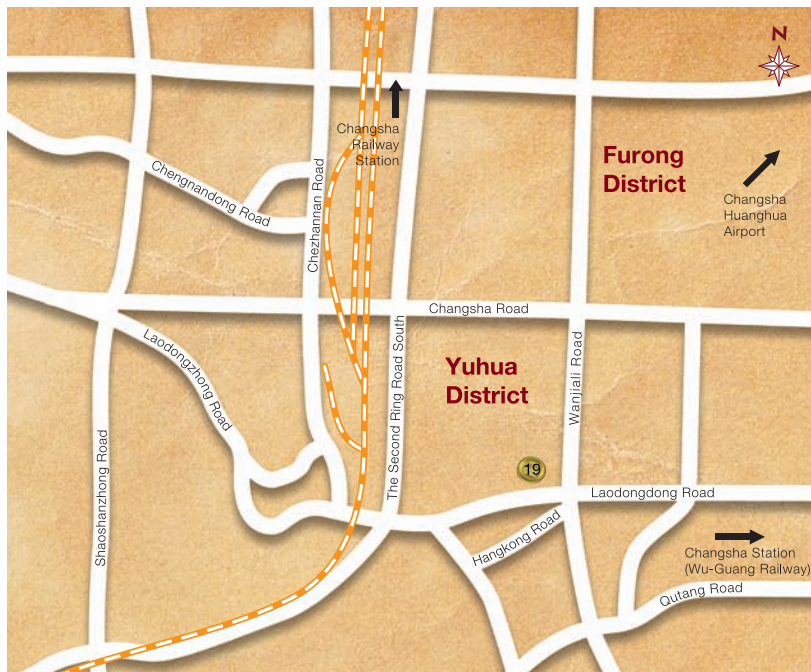 N
Changsha
Railway
Station
Furong
District
Chengnandong Road
Chezhannan Road
Changsha
Huanghua
Airport
Changsha Road
Laodongzhong Road
The Second Ring Road South
Yuhua
District
Wanjiali Road
Shaoshanzhong Road
19
Laodongdong Road
Hangkong Road
Changsha Station
(Wu-Guang Railway)
Qutang Road